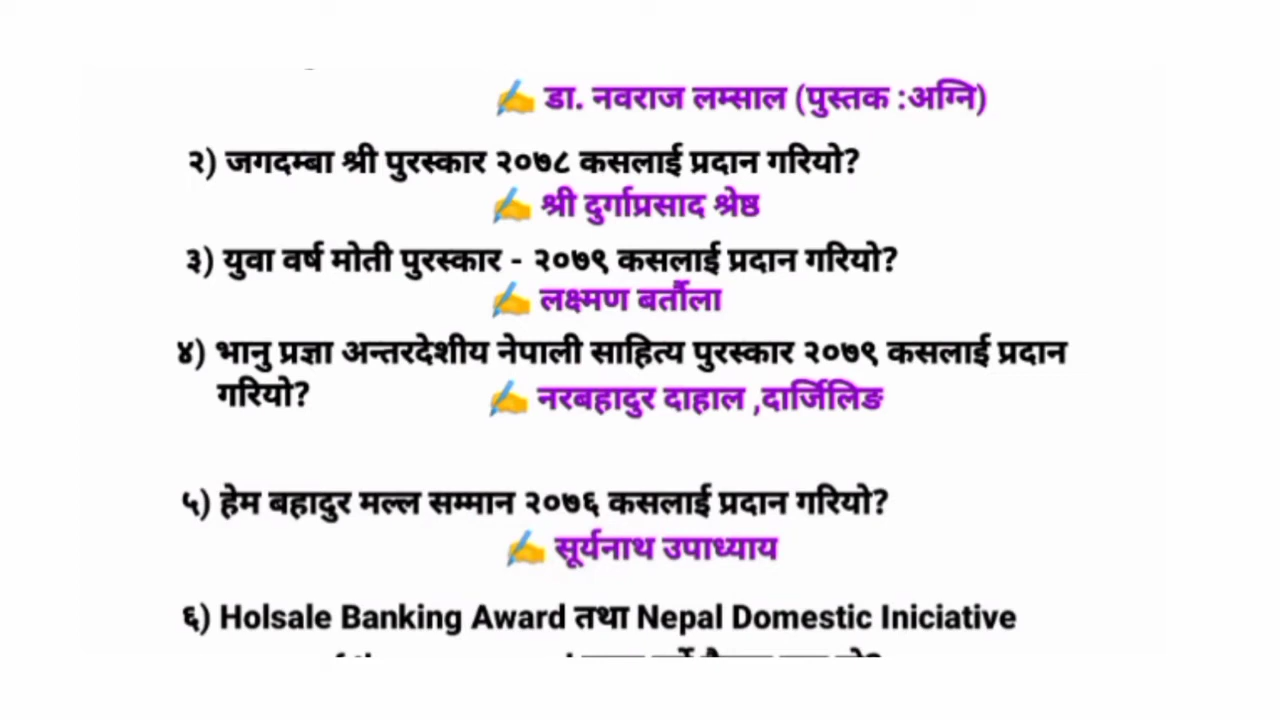 ✍️ डा. नवराज लम्साल (पुस्तक :अग्नि)
२) जगदम्बा श्री पुरस्कार २०७८ कसलाई प्रदान गरियो?
✍️ श्री दुर्गाप्रसाद श्रेष्ठ
३) युवा वर्ष मोती पुरस्कार - २०७९ कसलाई प्रदान गरियो?
✍️ लक्ष्मण बर्तौला
४) भानु प्रज्ञा अन्तरदेशीय नेपाली साहित्य पुरस्कार २०७९ कसलाई प्रदान
गरियो? ✍️ नरबहादुर दाहाल ,दार्जिलिङ
५) हेम बहादुर मल्ल सम्मान २०७६ कसलाई प्रदान गरियो?
✍️ सूर्यनाथ उपाध्याय
६) Holsale Banking Award तथा Nepal Domestic Iniciative